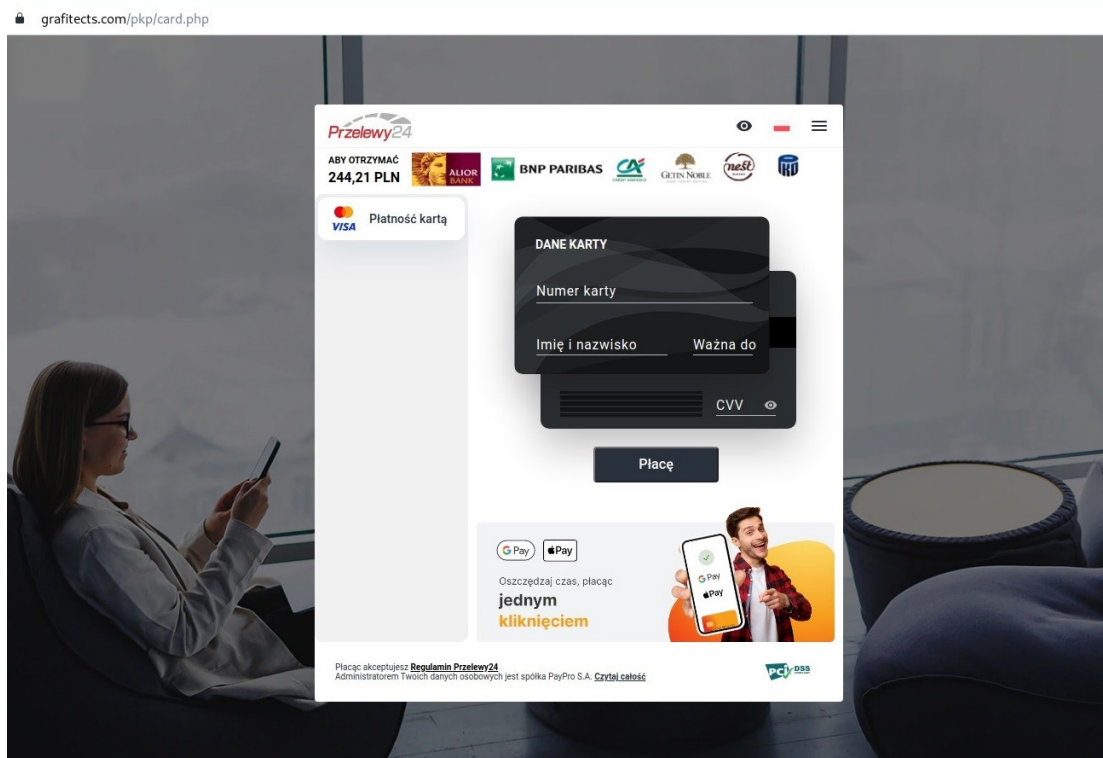 grafitects.com/pkp/card.php
Przelewy24
ABY OTRZYMAĆ
244,21 PLN
ALIOR
BANK
BNP PARIBAS
CRÉDIT AGRICOLE
GETIN NOBLE
nest
VISA
Płatność kartą
DANE KARTY
Numer karty
Imię i nazwisko
Ważna do
CVV
Płacę
G Pay
Pay
Oszczędzaj czas, płacąc
jednym
kliknięciem
G Pay
Pay
Płacąc akceptujesz Regulamin Przelewy24
Administratorem Twoich danych osobowych jest spółka PayPro S.A. Czytaj całość
PCI DSS